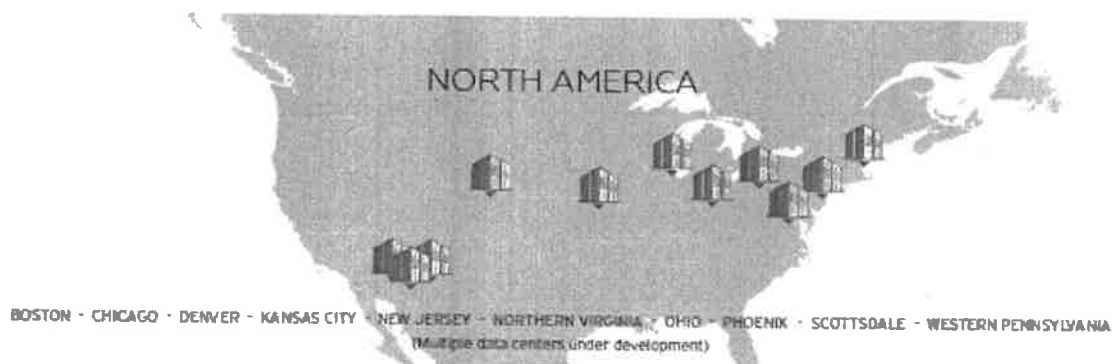 NORTH AMERICA
BOSTON - CHICAGO - DENVER - KANSAS CITY - NEW JERSEY - NORTHERN VIRGINIA - OHIO - PHOENIX - SCOTTSDALE - WESTERN PENNSYLVANIA
(Multiple data centers under development)